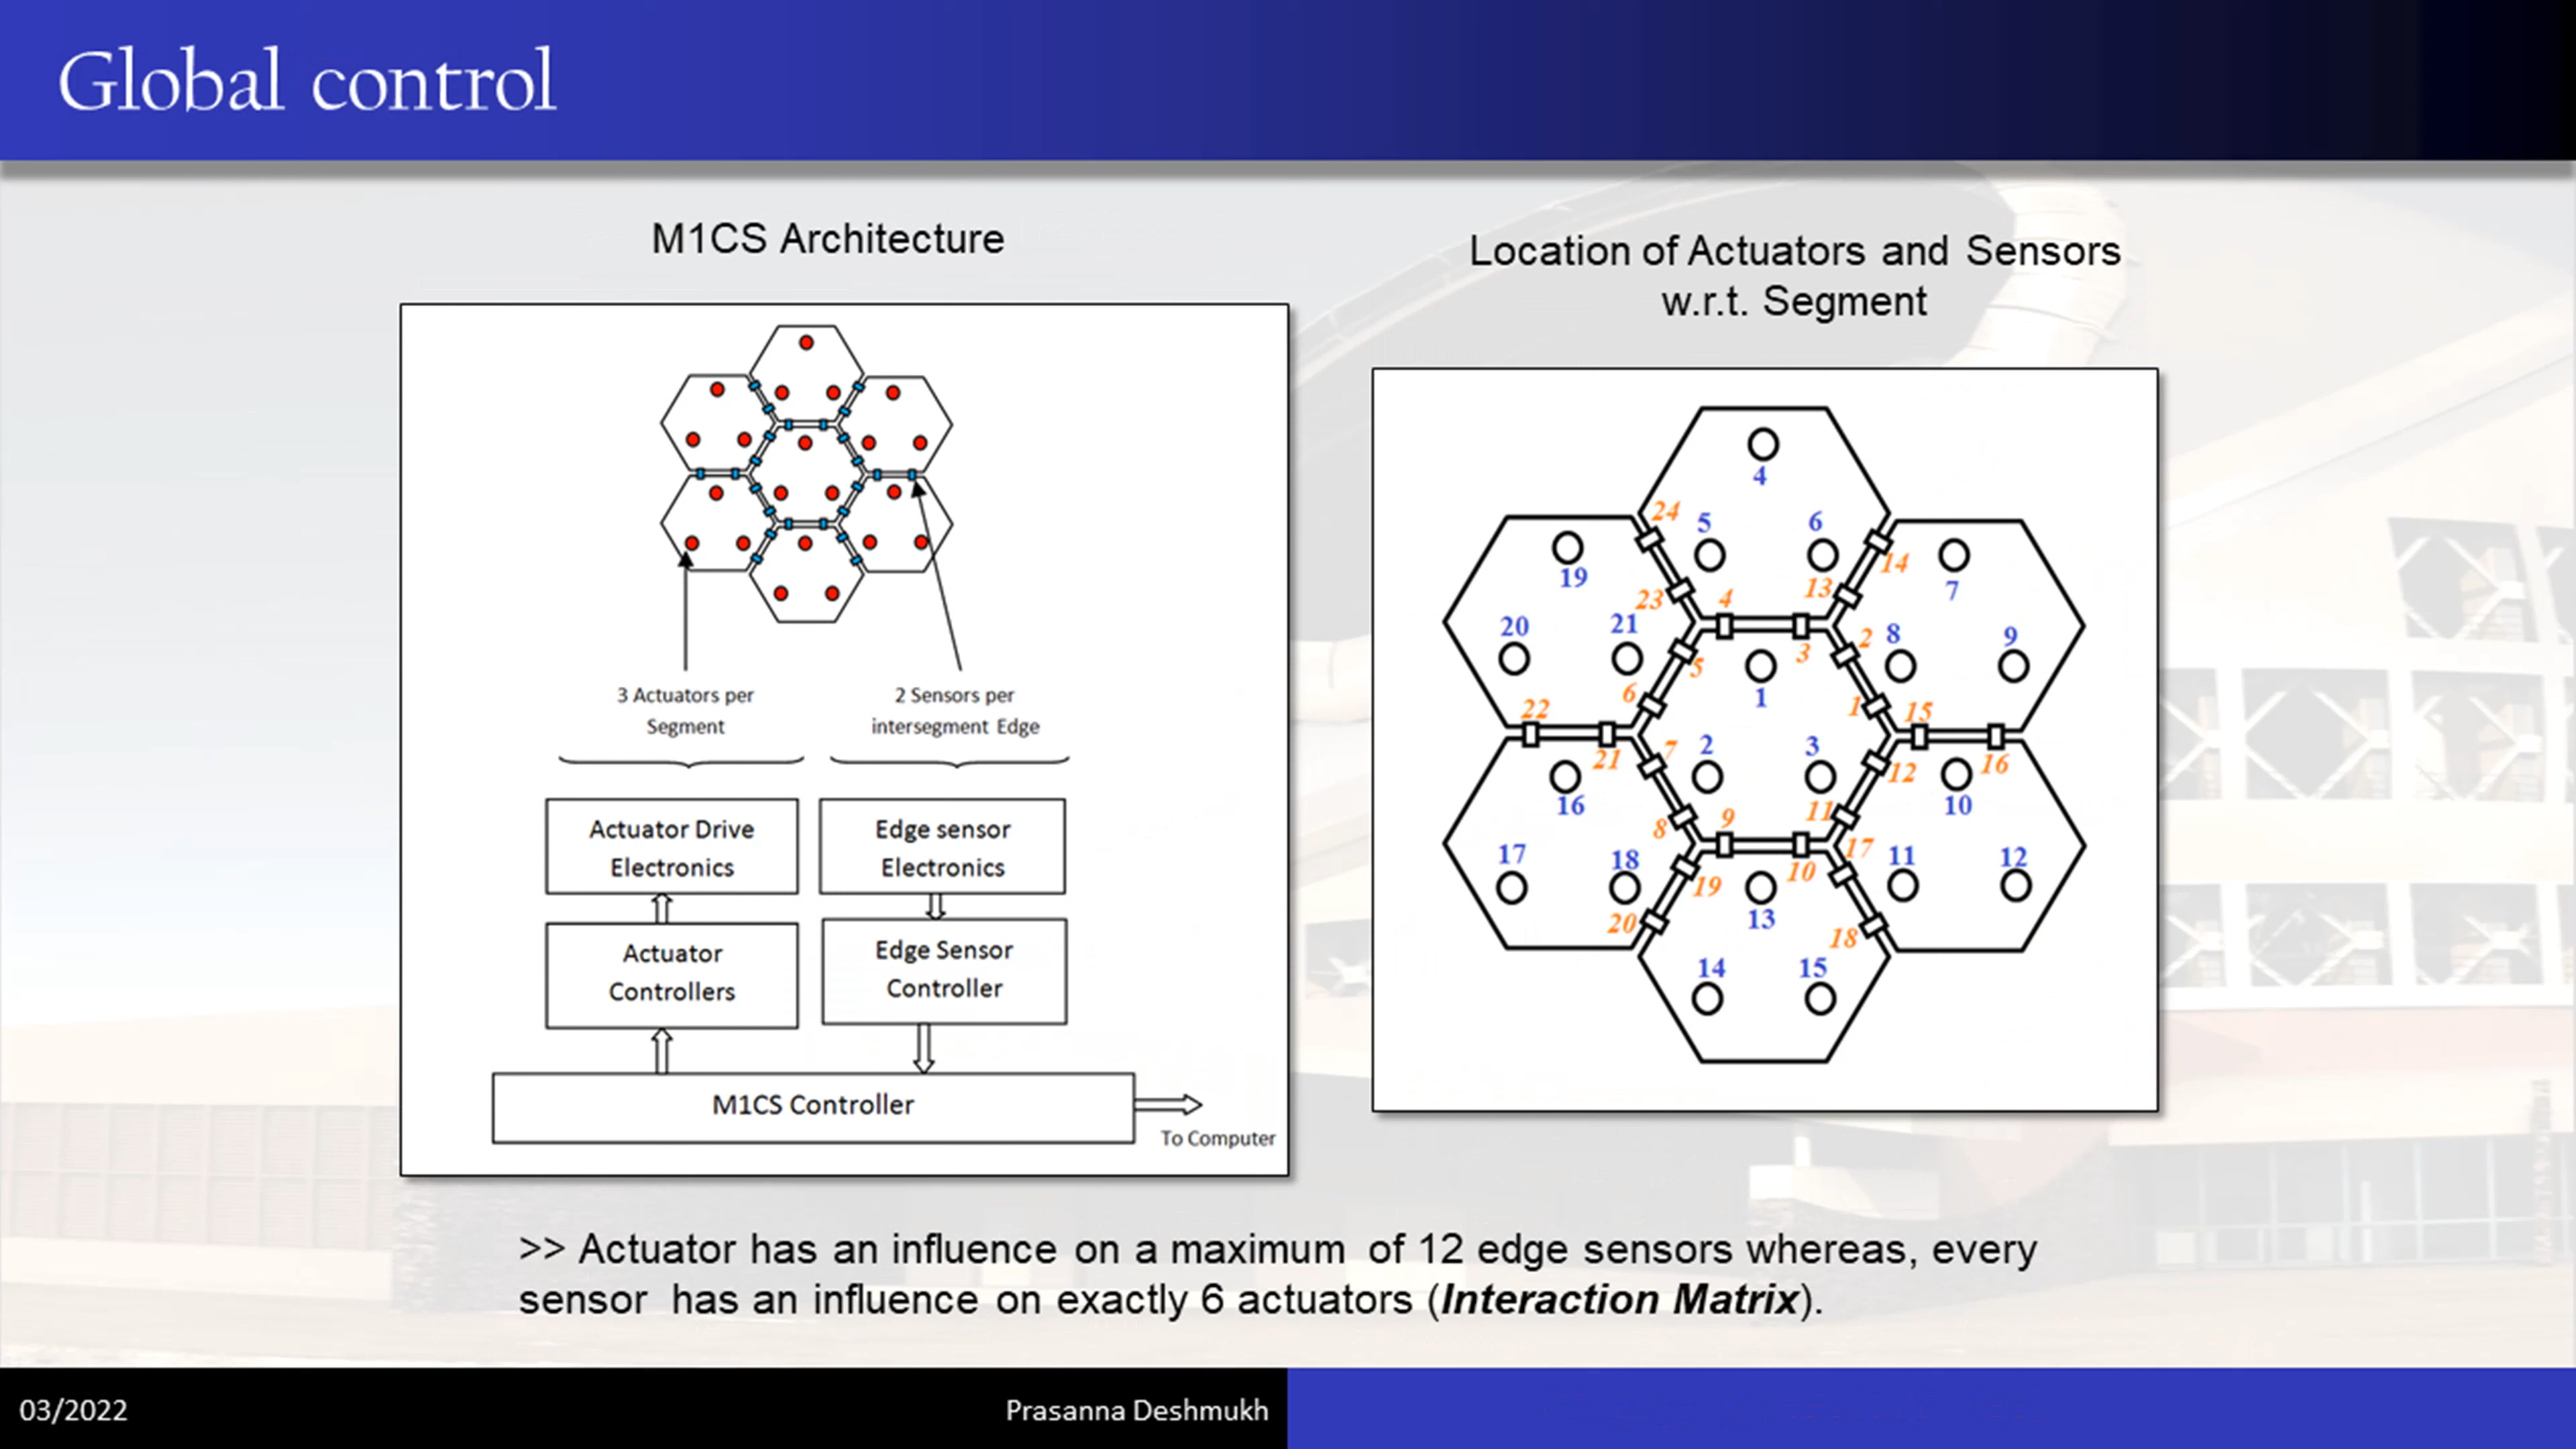 Global control
M1CS Architecture
3 Actuators per
Segment
2 Sensors per
intersegment Edge
Actuator Drive
Electronics
Edge sensor
Electronics
Actuator
Controllers
Edge Sensor
Controller
M1CS Controller
To Computer
Location of Actuators and Sensors
w.r.t. Segment
4
24
5
6
14
19
13
7
23
4
20
21
3
2
8
9
5
1
6
1
22
15
7
2
3
21
12
16
16
11
10
8
9
17
17
18
10
11
12
19
13
20
18
14
15
>> Actuator has an influence on a maximum of 12 edge sensors whereas, every
sensor has an influence on exactly 6 actuators (Interaction Matrix).
03/2022
Prasanna Deshmukh